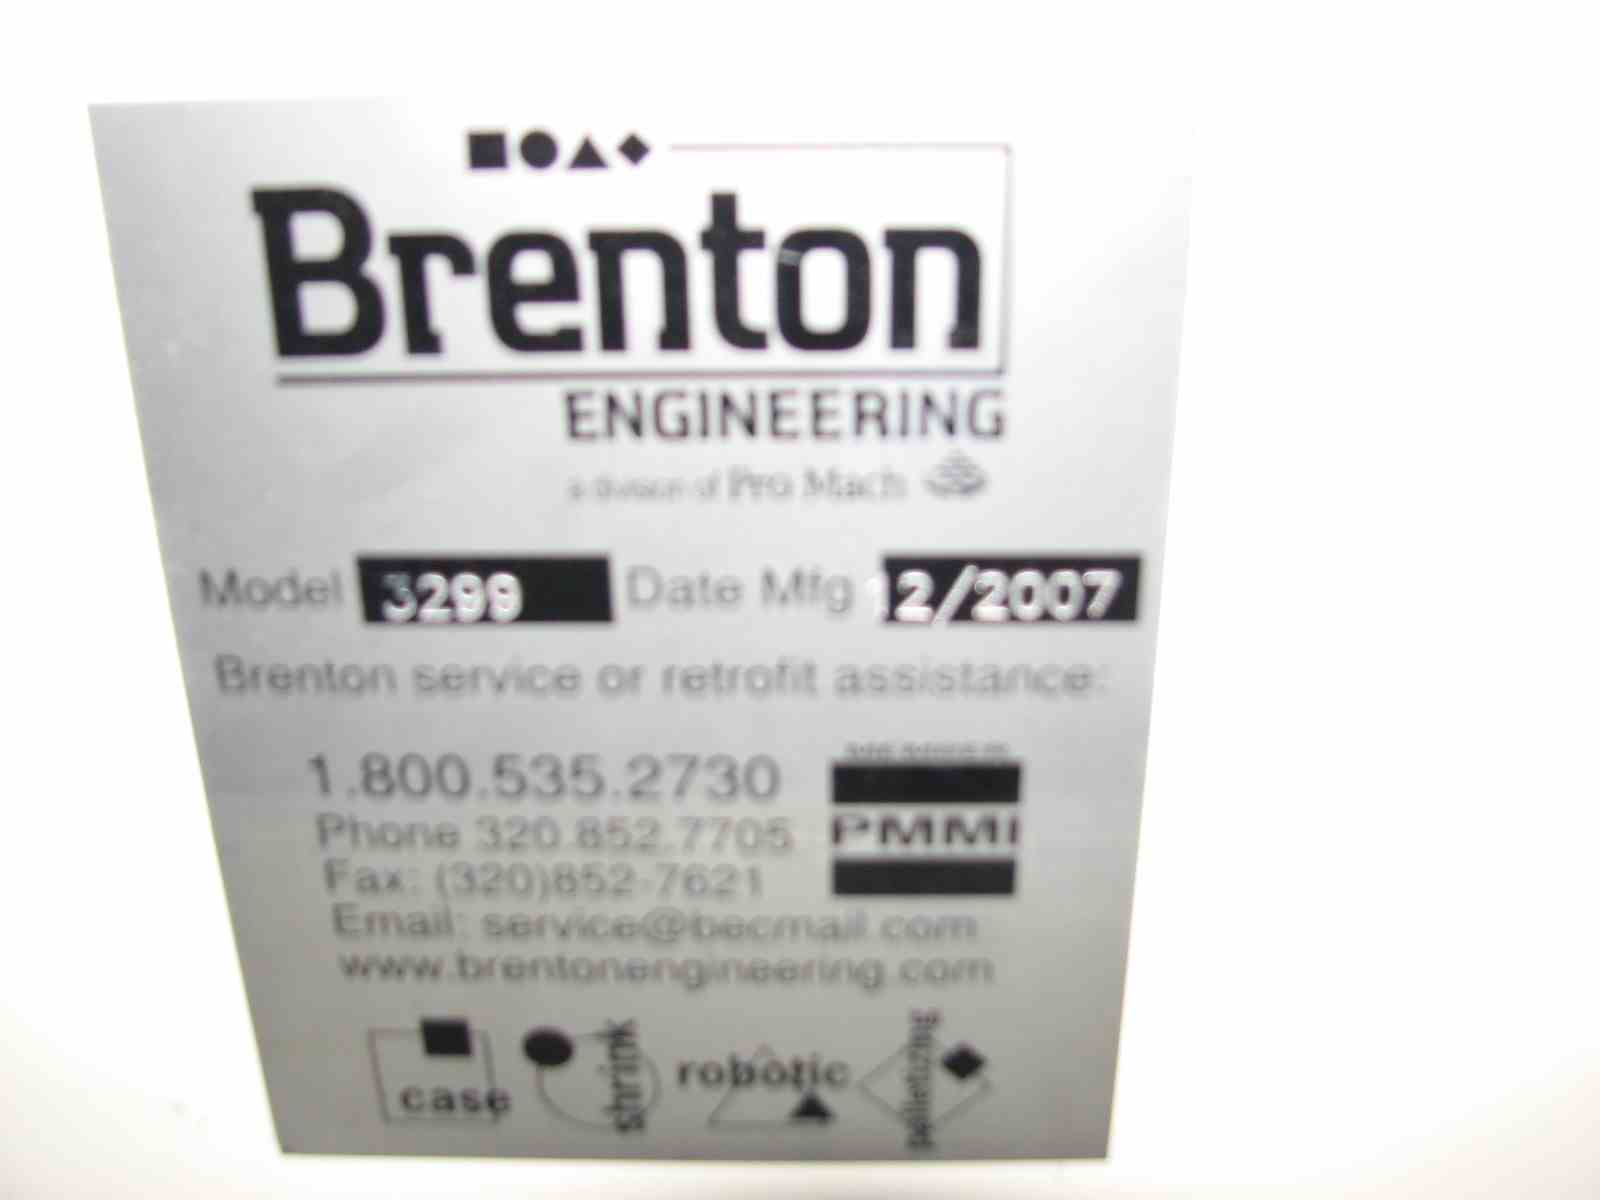 Brenton
ENGINEERING
a Division of Pro Mach
Model 3299 Date Mfg 12/2007
Brenton service or retrofit assistance:
1.800.535.2730
Phone 320.852.7705
Fax: (320)852-7621
Email: service@becmail.com
www.brentonengineering.com
MEMBER
PMMI
case
shrink
robotic
palletizing